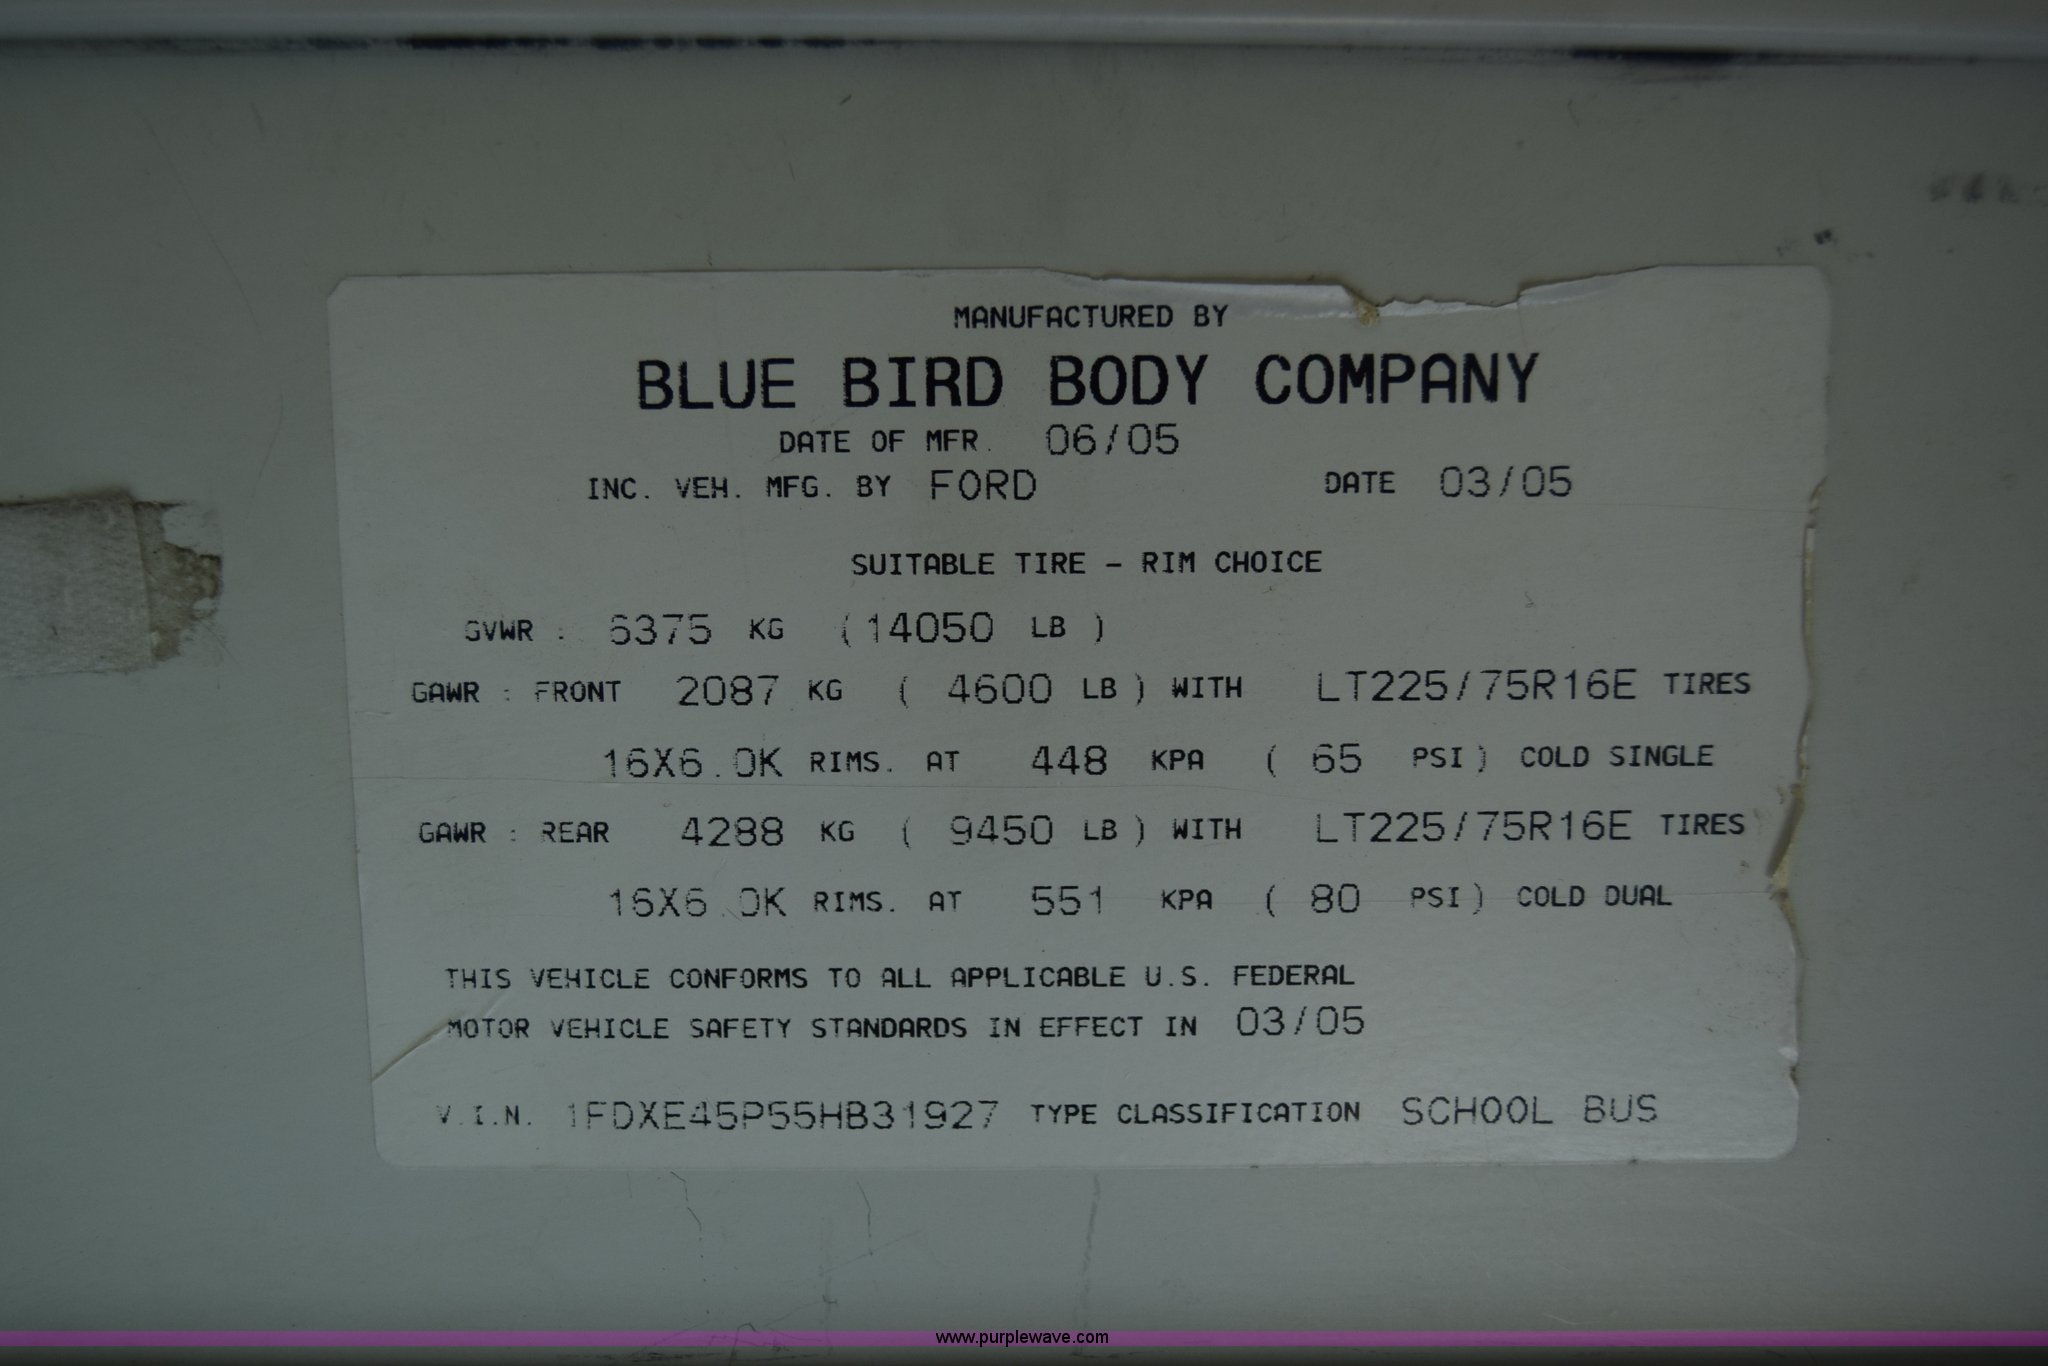 MANUFACTURED BY
BLUE BIRD BODY COMPANY
DATE OF MFR. 06/05
INC. VEH. MFG. BY FORD DATE 03/05
SUITABLE TIRE - RIM CHOICE
GVWR : 6375 KG (14050 LB )
GAWR : FRONT 2087 KG ( 4600 LB ) WITH LT225/75R16E TIRES
16X6.0K RIMS. AT 448 KPA ( 65 PSI ) COLD SINGLE
GAWR : REAR 4288 KG ( 9450 LB ) WITH LT225/75R16E TIRES
16X6.0K RIMS. AT 551 KPA ( 80 PSI ) COLD DUAL
THIS VEHICLE CONFORMS TO ALL APPLICABLE U.S. FEDERAL
MOTOR VEHICLE SAFETY STANDARDS IN EFFECT IN 03/05
V.I.N. 1FDXE45P55HB31927 TYPE CLASSIFICATION SCHOOL BUS
www.purplewave.com